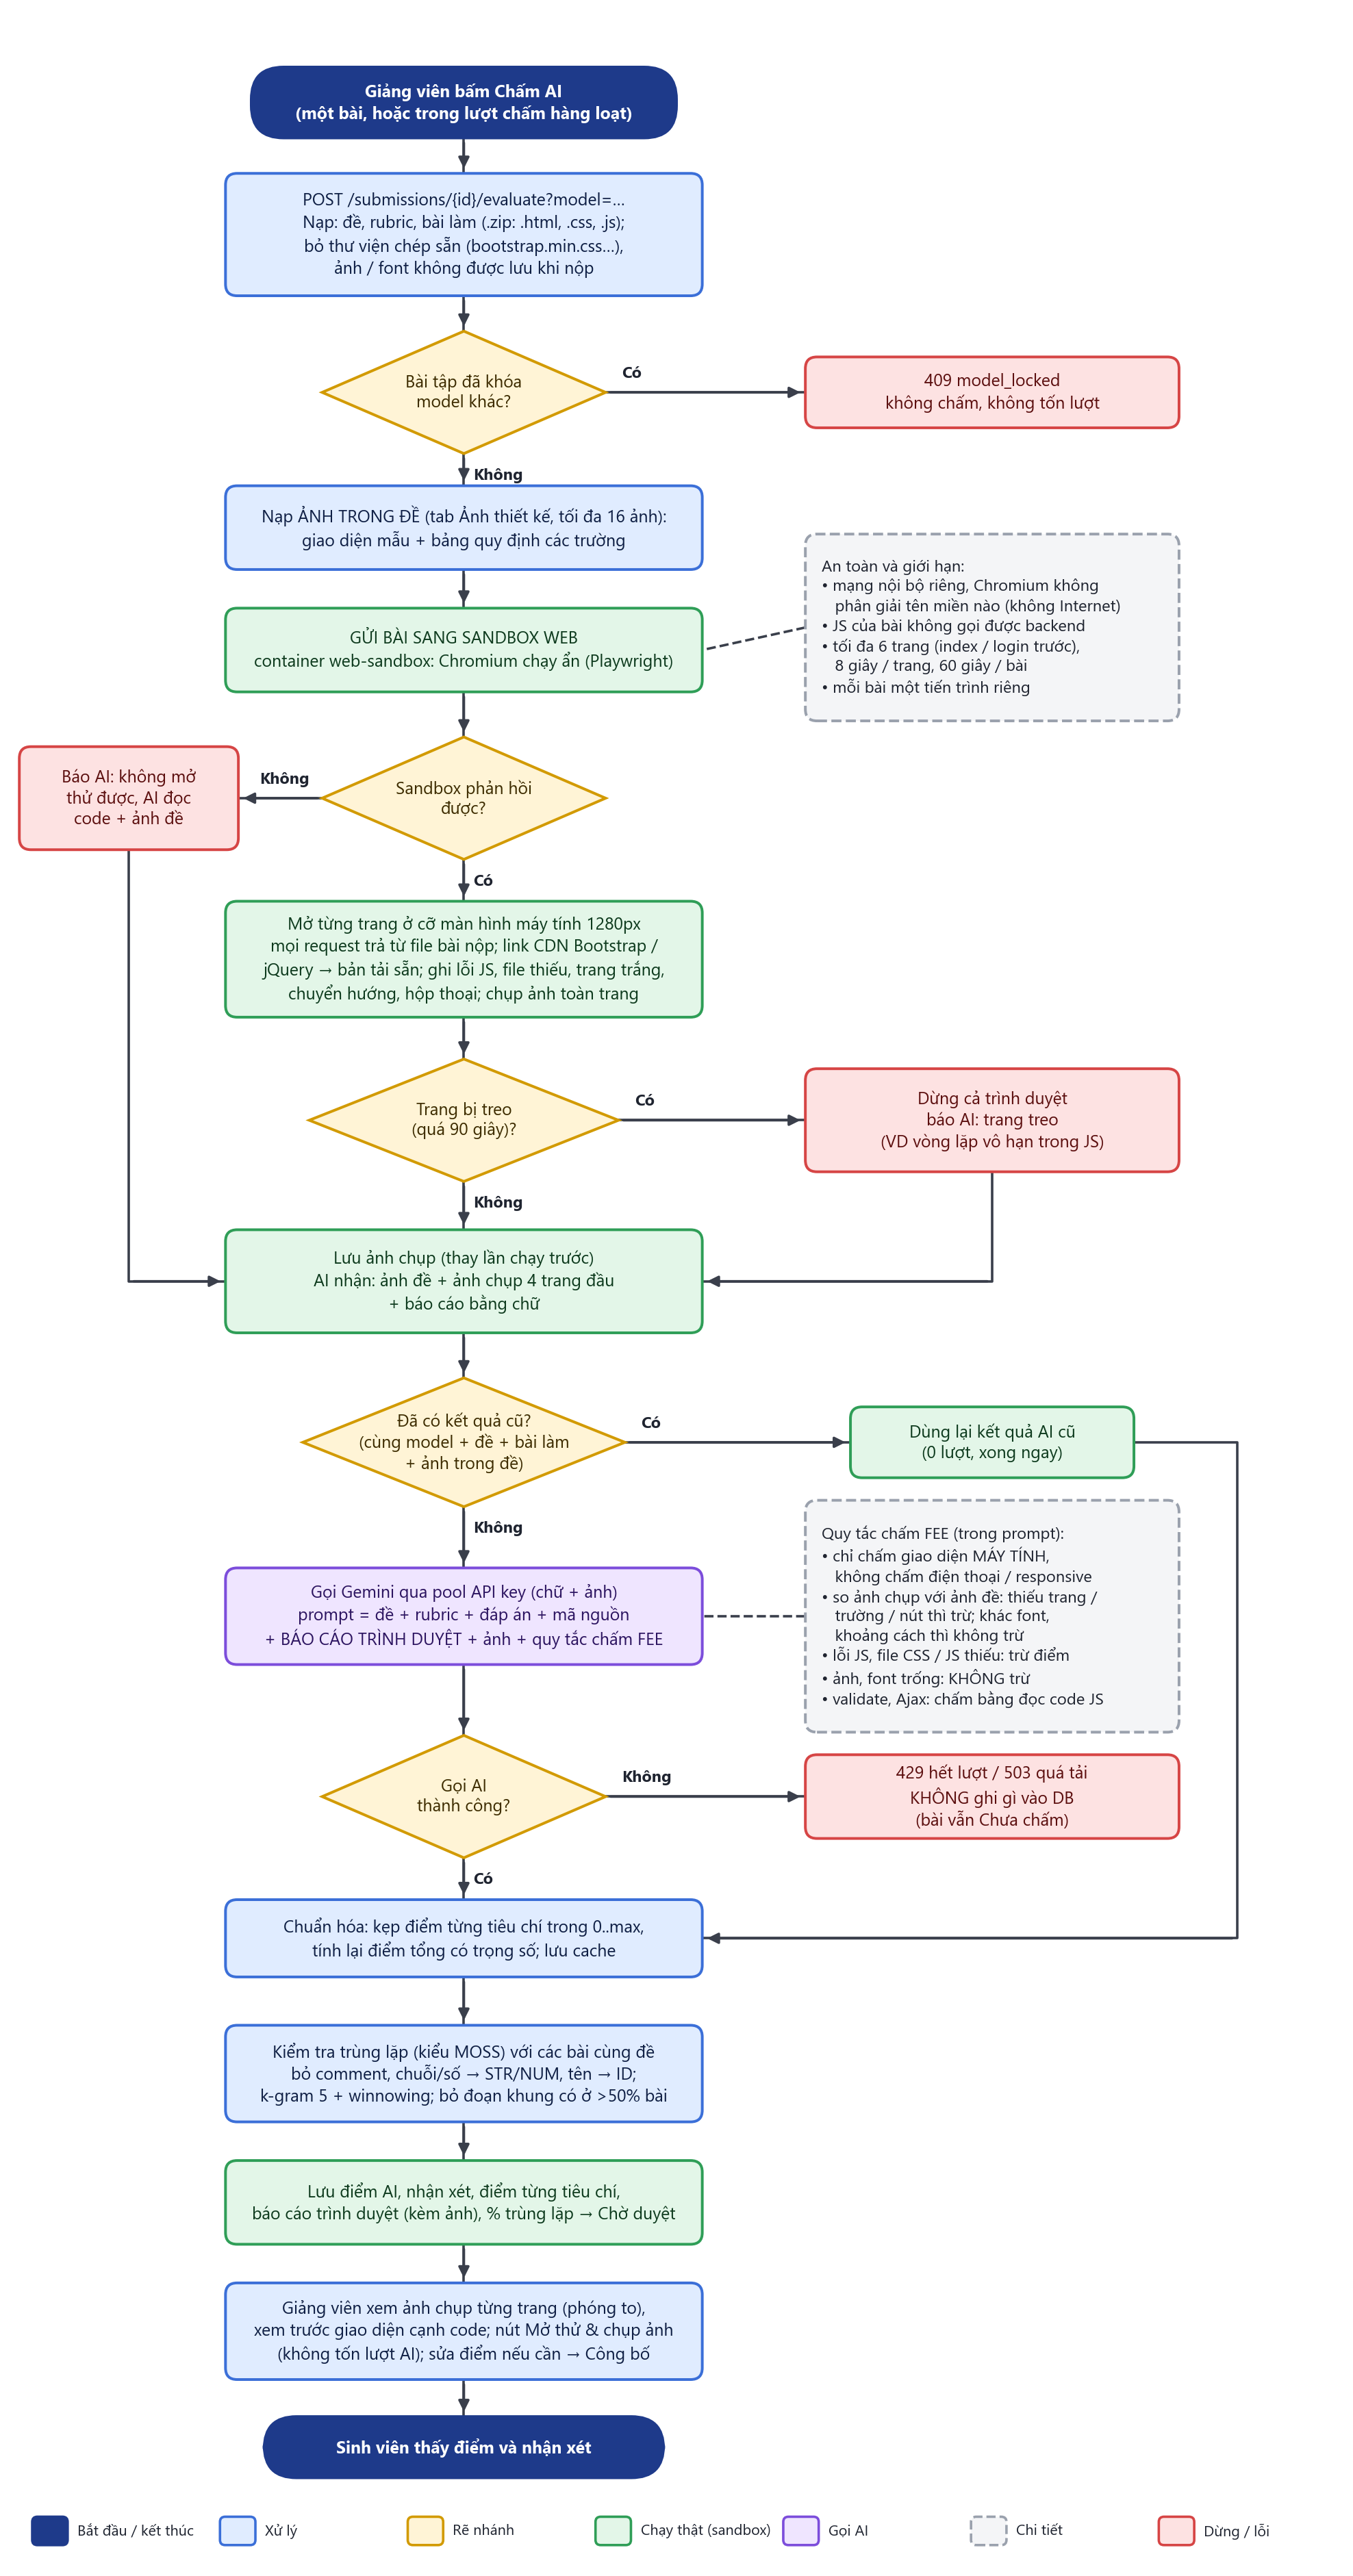 Giảng viên bấm Chấm AI
(một bài, hoặc trong lượt chấm hàng loạt)
POST /submissions/{id}/evaluate?model=...
Nạp: đề, rubric, bài làm (.zip: .html, .css, .js);
bỏ thư viện chép sẵn (bootstrap.min.css...),
ảnh / font không được lưu khi nộp
Bài tập đã khóa
model khác?
Có
409 model_locked
không chấm, không tốn lượt
Không
Nạp ẢNH TRONG ĐỀ (tab Ảnh thiết kế, tối đa 16 ảnh):
giao diện mẫu + bảng quy định các trường
GỬI BÀI SANG SANDBOX WEB
container web-sandbox: Chromium chạy ẩn (Playwright)
An toàn và giới hạn:
• mạng nội bộ riêng, Chromium không
phân giải tên miền nào (không Internet)
• JS của bài không gọi được backend
• tối đa 6 trang (index / login trước),
8 giây / trang, 60 giây / bài
• mỗi bài một tiến trình riêng
Sandbox phản hồi
được?
Không
Báo AI: không mở
thử được, AI đọc
code + ảnh đề
Có
Mở từng trang ở cỡ màn hình máy tính 1280px
mọi request trả từ file bài nộp; link CDN Bootstrap /
jQuery → bản tải sẵn; ghi lỗi JS, file thiếu, trang trắng,
chuyển hướng, hộp thoại; chụp ảnh toàn trang
Trang bị treo
(quá 90 giây)?
Có
Dừng cả trình duyệt
báo AI: trang treo
(VD vòng lặp vô hạn trong JS)
Không
Lưu ảnh chụp (thay lần chạy trước)
AI nhận: ảnh đề + ảnh chụp 4 trang đầu
+ báo cáo bằng chữ
Đã có kết quả cũ?
(cùng model + đề + bài làm
+ ảnh trong đề)
Có
Dùng lại kết quả AI cũ
(0 lượt, xong ngay)
Không
Gọi Gemini qua pool API key (chữ + ảnh)
prompt = đề + rubric + đáp án + mã nguồn
+ BÁO CÁO TRÌNH DUYỆT + ảnh + quy tắc chấm FEE
Quy tắc chấm FEE (trong prompt):
• chỉ chấm giao diện MÁY TÍNH,
không chấm điện thoại / responsive
• so ảnh chụp với ảnh đề: thiếu trang /
trường / nút thì trừ; khác font,
khoảng cách thì không trừ
• lỗi JS, file CSS / JS thiếu: trừ điểm
• ảnh, font trống: KHÔNG trừ
• validate, Ajax: chấm bằng đọc code JS
Gọi AI
thành công?
Không
429 hết lượt / 503 quá tải
KHÔNG ghi gì vào DB
(bài vẫn Chưa chấm)
Có
Chuẩn hóa: kẹp điểm từng tiêu chí trong 0..max,
tính lại điểm tổng có trọng số; lưu cache
Kiểm tra trùng lặp (kiểu MOSS) với các bài cùng đề
bỏ comment, chuỗi/số → STR/NUM, tên → ID;
k-gram 5 + winnowing; bỏ đoạn khung có ở >50% bài
Lưu điểm AI, nhận xét, điểm từng tiêu chí,
báo cáo trình duyệt (kèm ảnh), % trùng lặp → Chờ duyệt
Giảng viên xem ảnh chụp từng trang (phóng to),
xem trước giao diện cạnh code; nút Mở thử & chụp ảnh
(không tốn lượt AI); sửa điểm nếu cần → Công bố
Sinh viên thấy điểm và nhận xét
Bắt đầu / kết thúc
Xử lý
Rẽ nhánh
Chạy thật (sandbox)
Gọi AI
Chi tiết
Dừng / lỗi